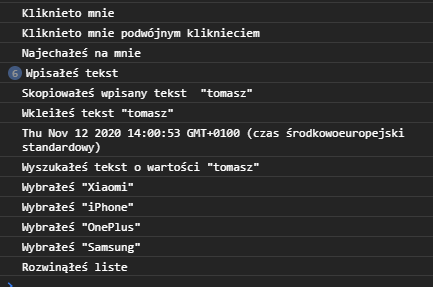 Kliknieto mnie
Kliknieto mnie podwójnym kliknieciem
Najechałeś na mnie
6 Wpisałeś tekst
Skopiowałeś wpisany tekst  "tomasz"
Wkleiłeś tekst "tomasz"
Thu Nov 12 2020 14:00:53 GMT+0100 (czas środkowoeuropejski
standardowy)
Wyszukałeś tekst o wartości "tomasz"
Wybrałeś "Xiaomi"
Wybrałeś "iPhone"
Wybrałeś "OnePlus"
Wybrałeś "Samsung"
Rozwinąłeś liste